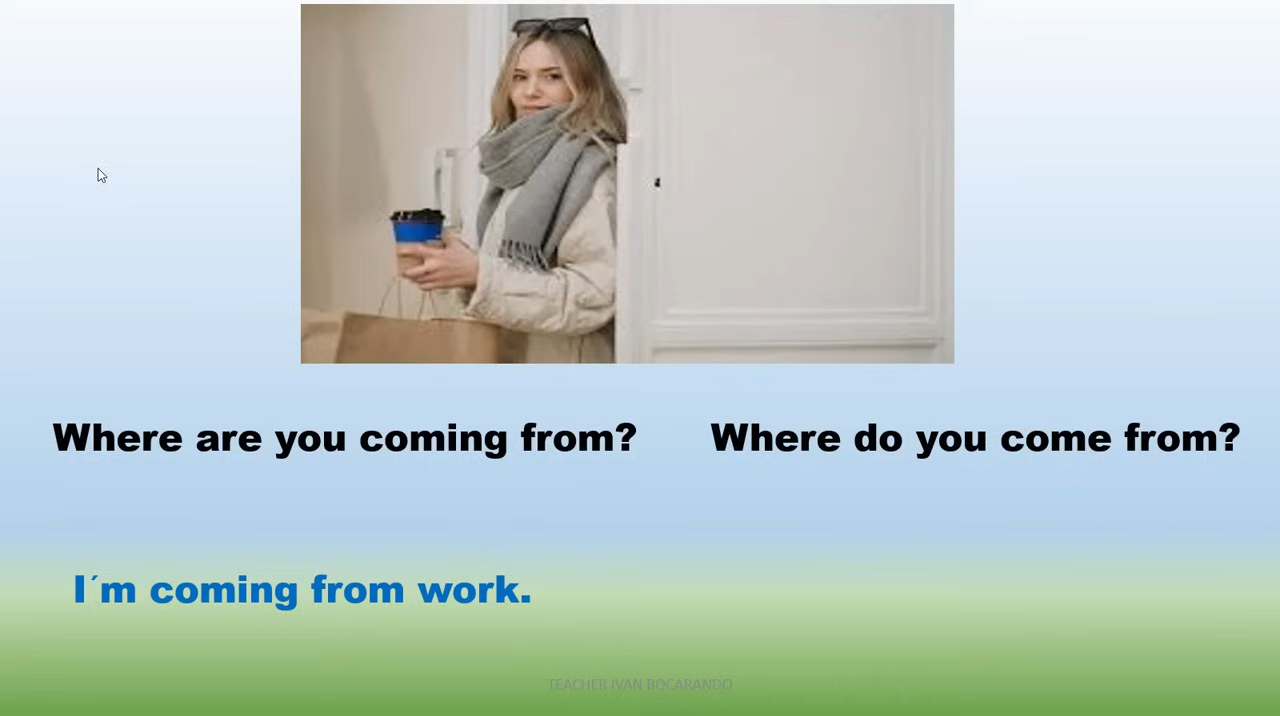 Where are you coming from?
Where do you come from?
I´m coming from work.
TEACHER IVAN BOCARANDO